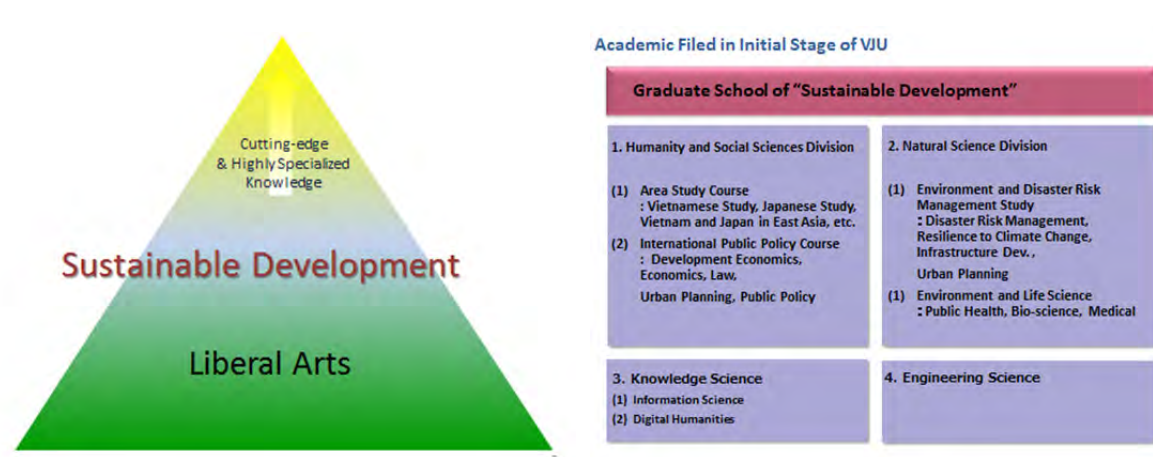 Cutting-edge
& Highly Specialized
Knowledge
Sustainable Development
Liberal Arts
Academic Filed in Initial Stage of VJU
Graduate School of “Sustainable Development”
1. Humanity and Social Sciences Division
(1) Area Study Course
: Vietnamese Study, Japanese Study,
Vietnam and Japan in East Asia, etc.
(2) International Public Policy Course
: Development Economics,
Economics, Law,
Urban Planning, Public Policy
2. Natural Science Division
(1) Environment and Disaster Risk
Management Study
: Disaster Risk Management,
Resilience to Climate Change,
Infrastructure Dev.,
Urban Planning
(1) Environment and Life Science
: Public Health, Bio-science, Medical
3. Knowledge Science
(1) Information Science
(2) Digital Humanities
4. Engineering Science